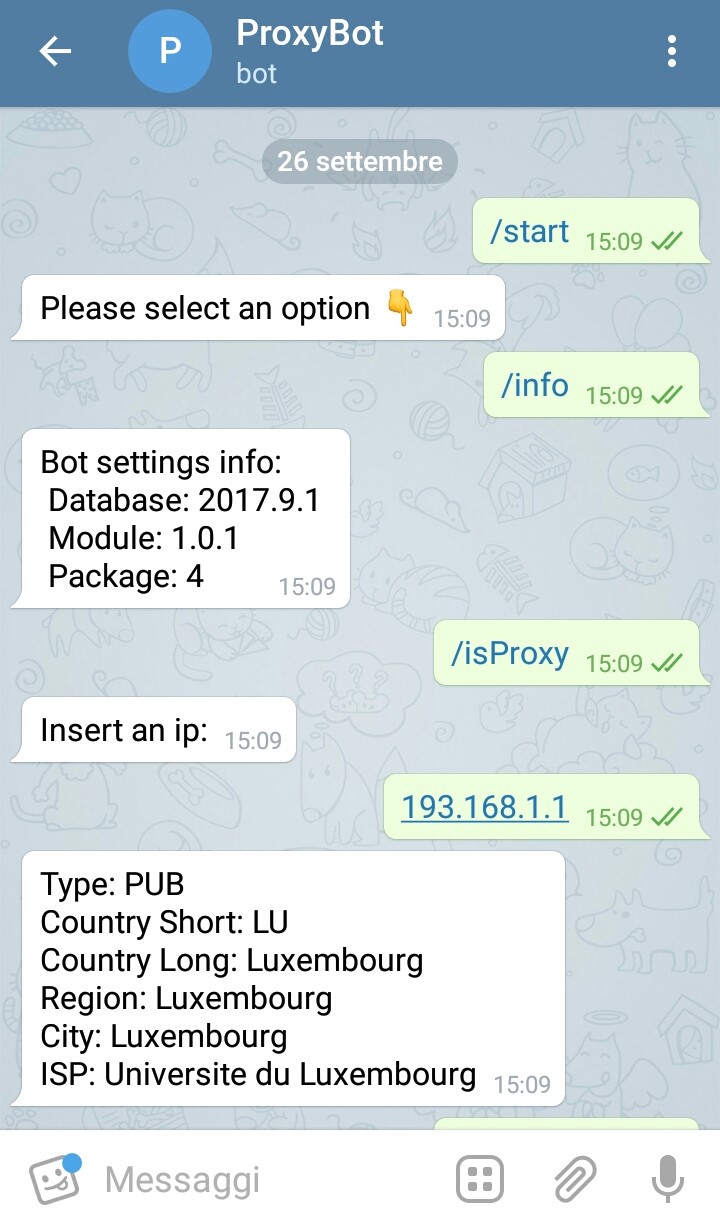 P
ProxyBot
bot
26 settembre
/start 15:09
Please select an option 👇 15:09
/info 15:09
Bot settings info:
Database: 2017.9.1
Module: 1.0.1
Package: 4 15:09
/isProxy 15:09
Insert an ip: 15:09
193.168.1.1 15:09
Type: PUB
Country Short: LU
Country Long: Luxembourg
Region: Luxembourg
City: Luxembourg
ISP: Universite du Luxembourg 15:09
Messaggi